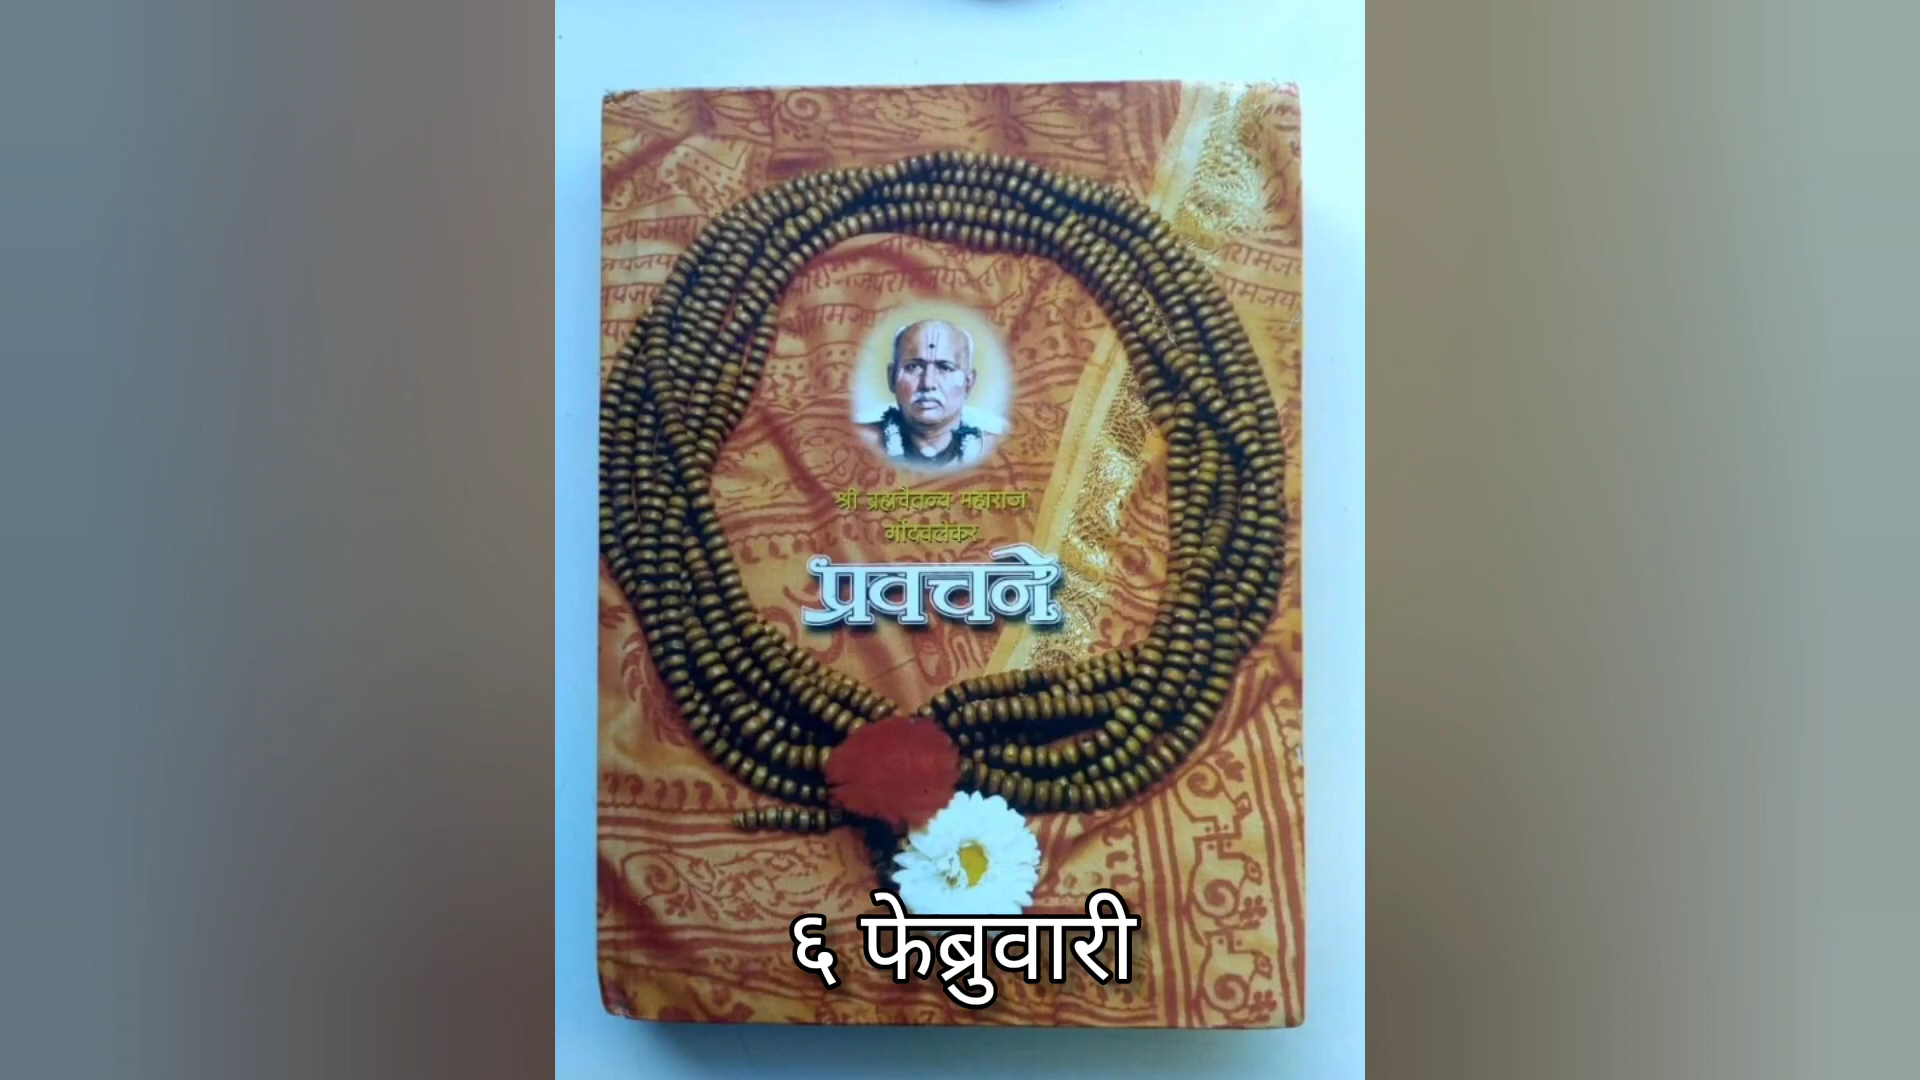 श्री ब्रह्मचैतन्य महाराज
गोंदवलेकर
प्रवचने
६ फेब्रुवारी